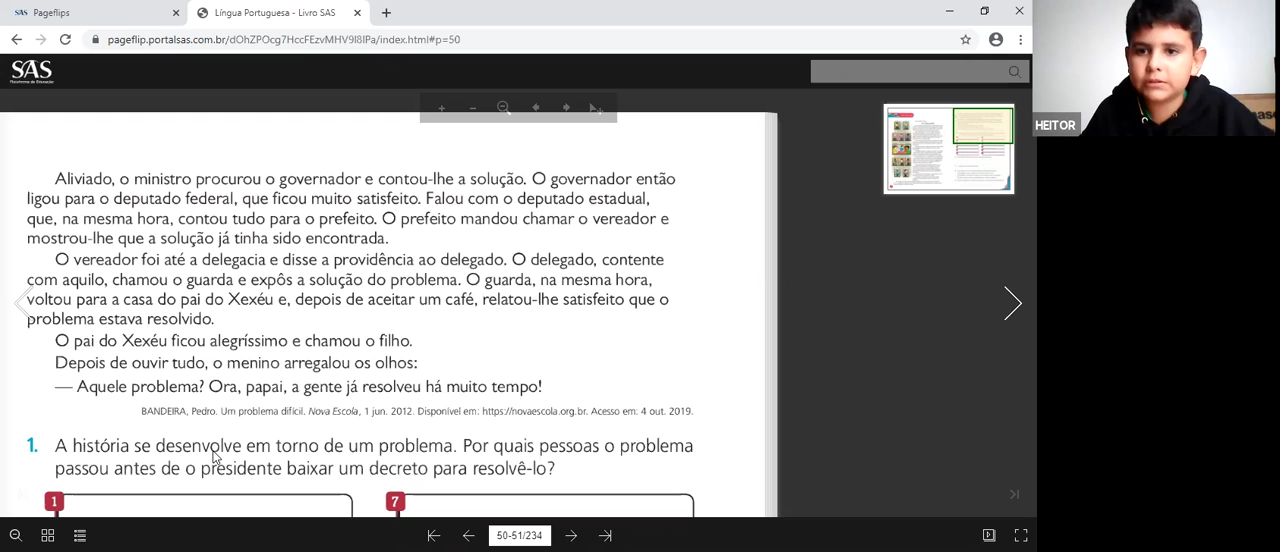 Pageflips
Língua Portuguesa - Livro SAS
pageflip.portalsas.com.br/dOhZPOcg7HccFEzvMHV9I8IPa/index.html#p=50
SAS
Plataforma de Educação
HEITOR
Aliviado, o ministro procurou o governador e contou-lhe a solução. O governador então
ligou para o deputado federal, que ficou muito satisfeito. Falou com o deputado estadual,
que, na mesma hora, contou tudo para o prefeito. O prefeito mandou chamar o vereador e
mostrou-lhe que a solução já tinha sido encontrada.
O vereador foi até a delegacia e disse a providência ao delegado. O delegado, contente
com aquilo, chamou o guarda e expôs a solução do problema. O guarda, na mesma hora,
voltou para a casa do pai do Xexéu e, depois de aceitar um café, relatou-lhe satisfeito que o
problema estava resolvido.
O pai do Xexéu ficou alegríssimo e chamou o filho.
Depois de ouvir tudo, o menino arregalou os olhos:
— Aquele problema? Ora, papai, a gente já resolveu há muito tempo!
BANDEIRA, Pedro. Um problema difícil. Nova Escola, 1 jun. 2012. Disponível em: https://novaescola.org.br. Acesso em: 4 out. 2019.
1. A história se desenvolve em torno de um problema. Por quais pessoas o problema
passou antes de o presidente baixar um decreto para resolvê-lo?
1
7
50-51/234